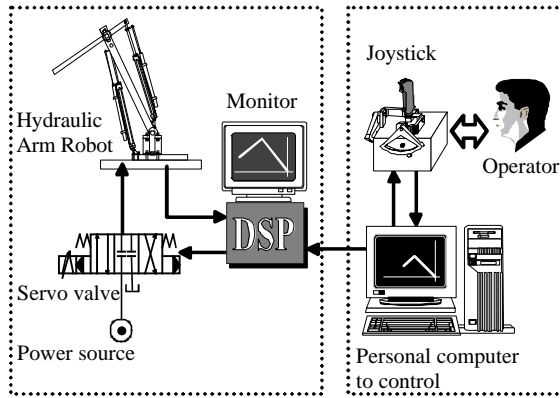 Hydraulic
Arm Robot
Monitor
DSP
Servo valve
Power source
Joystick
Operator
Personal computer
to control